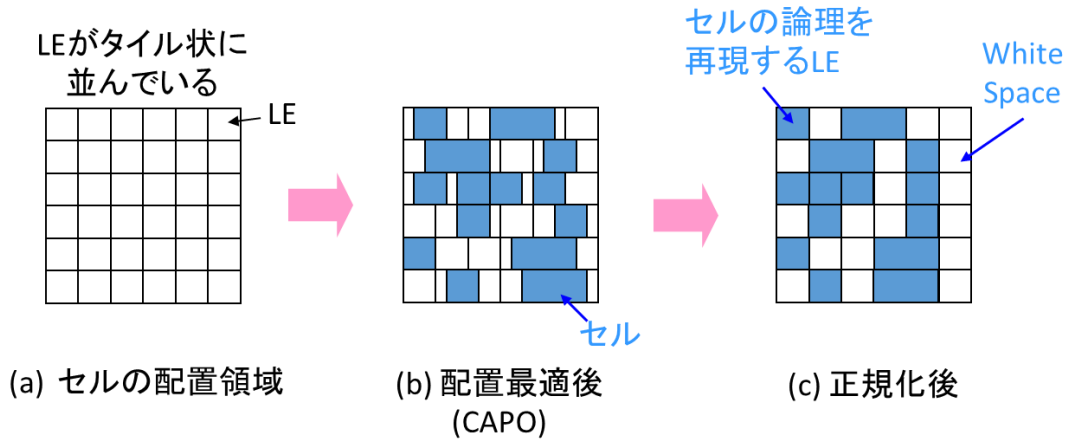 LEがタイル状に
並んでいる
LE
セルの論理を
再現するLE
White
Space
セル
(a) セルの配置領域
(b) 配置最適後
(CAPO)
(c) 正規化後